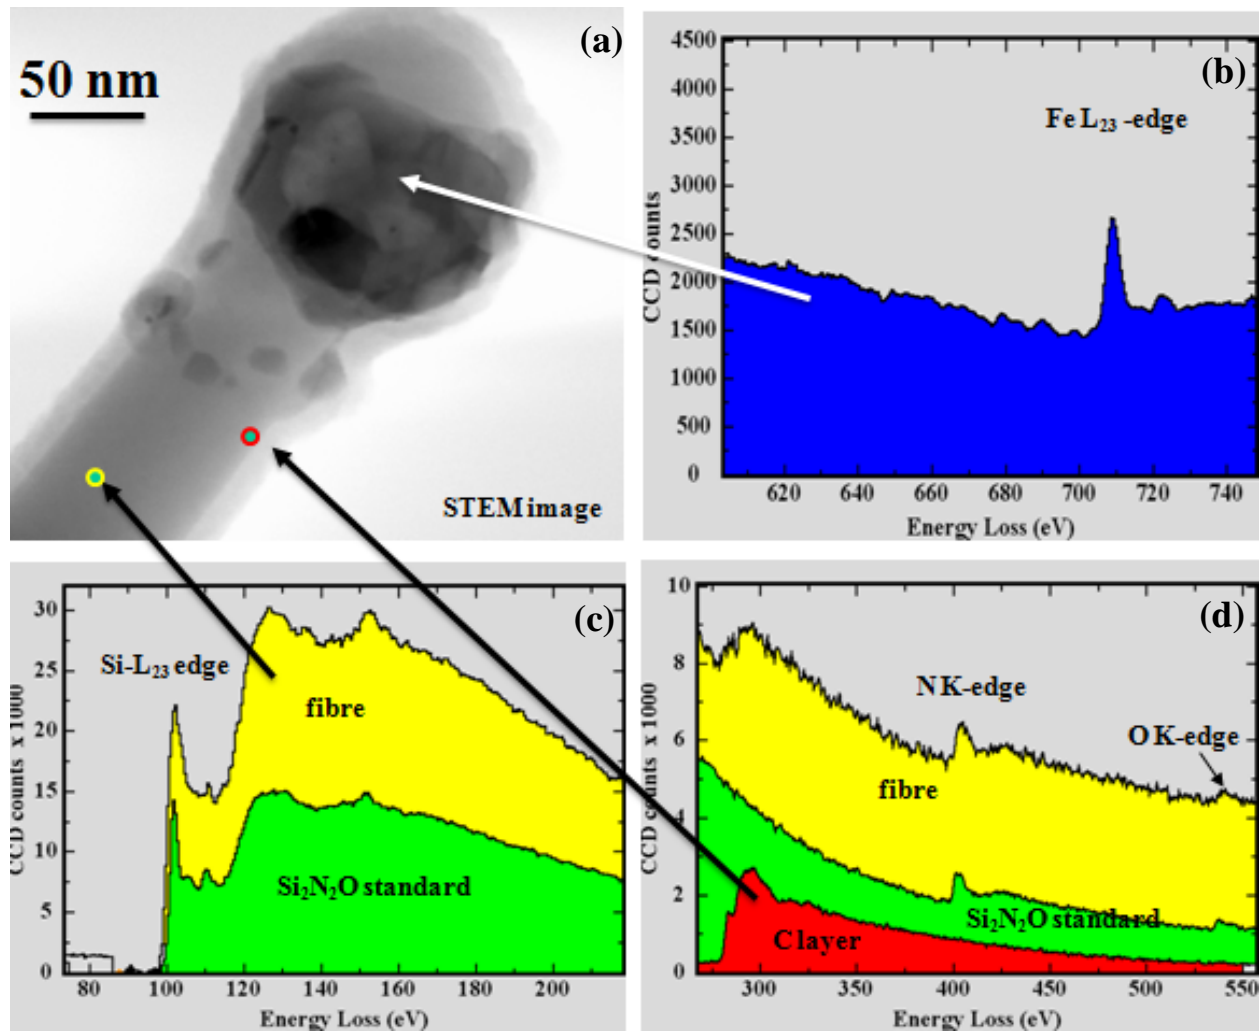 (a)
50 nm
STEM image
(b)
Fe L23 -edge
4500
4000
3500
3000
2500
2000
1500
1000
500
0
CCD counts
620 640 660 680 700 720 740
Energy Loss (eV)
(c)
Si-L23 edge
fibre
Si2N2O standard
30
25
20
15
10
5
0
CCD counts x 1000
80 100 120 140 160 180 200
Energy Loss (eV)
(d)
N K-edge
O K-edge
fibre
Si2N2O standard
C layer
10
8
6
4
2
0
CCD counts x 1000
300 350 400 450 500 550
Energy Loss (eV)